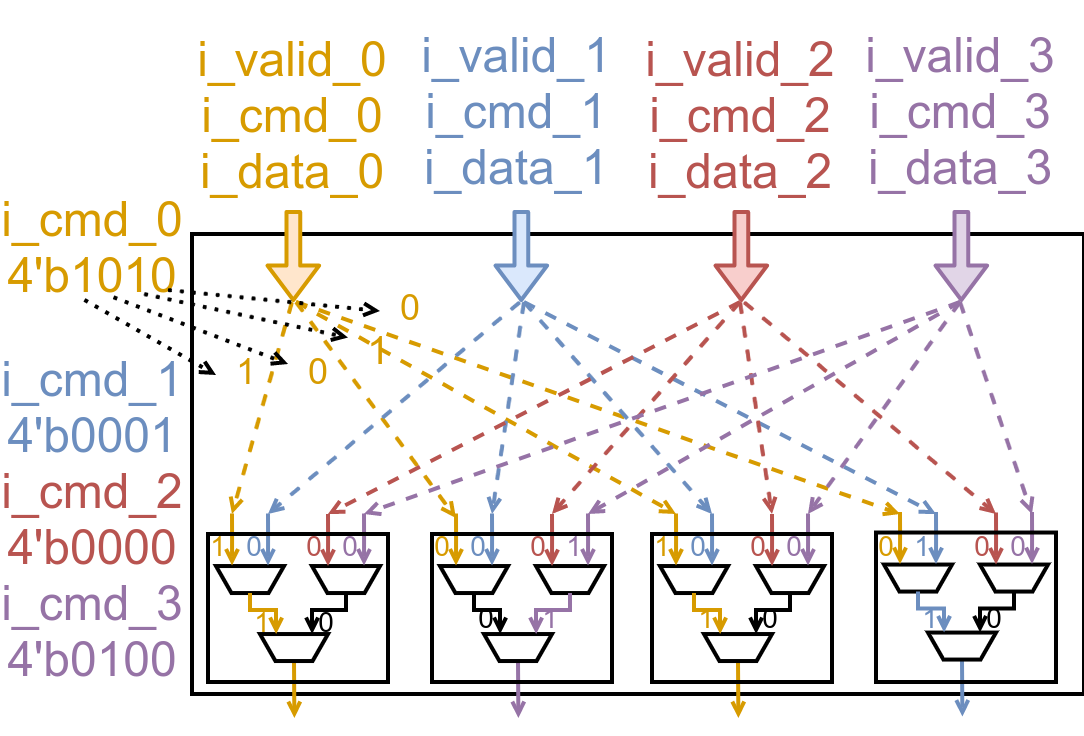 i_valid_0 i_valid_1 i_valid_2 i_valid_3
i_cmd_0 i_cmd_1 i_cmd_2 i_cmd_3
i_data_0 i_data_1 i_data_2 i_data_3
i_cmd_0
4'b1010
0
1
1 0
i_cmd_1
4'b0001
i_cmd_2
4'b0000
i_cmd_3
4'b0100
1 0 0 0 0 0 0 1 1 0 0 0 0 1 0 0
1 0 0 1 1 0 1 0